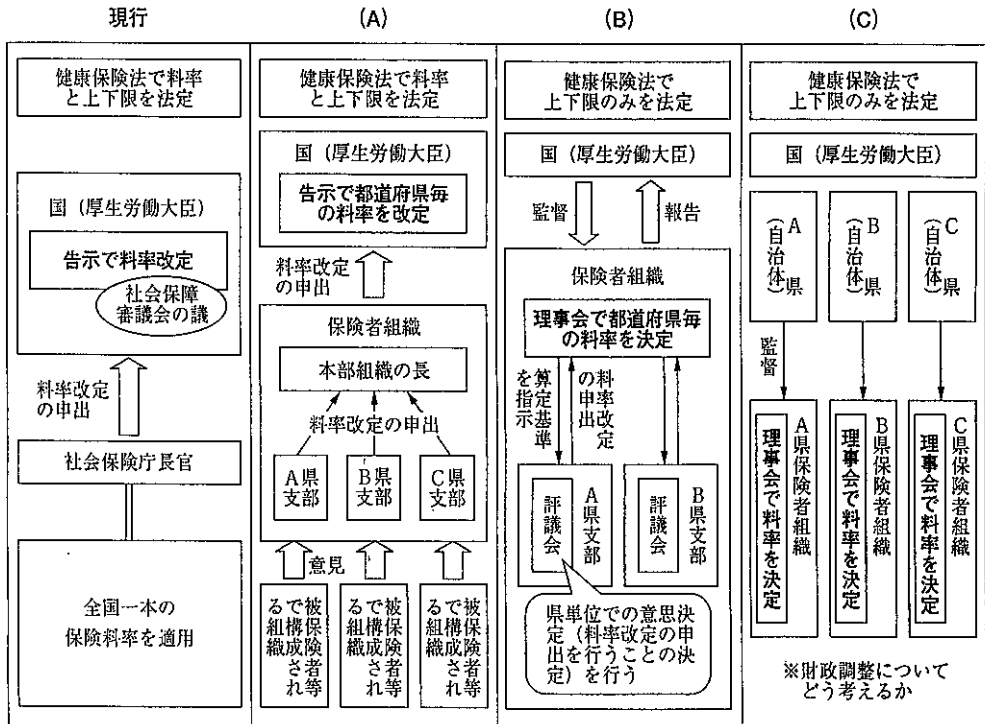 現行
健康保険法で料率
と上下限を法定
国（厚生労働大臣）
告示で料率改定
社会保障
審議会の議
料率改定
の申出
社会保険庁長官
全国一本の
保険料率を適用
(A)
健康保険法で料率
と上下限を法定
国（厚生労働大臣）
告示で都道府県毎
の料率を改定
料率改定
の申出
保険者組織
本部組織の長
料率改定の申出
A県
支部
B県
支部
C県
支部
意見
被保険者等
で構成され
る組織
被保険者等
で構成され
る組織
被保険者等
で構成され
る組織
(B)
健康保険法で
上下限のみを法定
国（厚生労働大臣）
監督
報告
保険者組織
理事会で都道府県毎
の料率を決定
算定基準
を指示
料率改定
の申出
A県支部
評議会
B県支部
評議会
県単位での意思決
定（料率改定の申
出を行うことの決
定）を行う
(C)
健康保険法で
上下限のみを法定
国（厚生労働大臣）
A県
（自治体）
B県
（自治体）
C県
（自治体）
監督
A県保険者組織
理事会で料率を決定
B県保険者組織
理事会で料率を決定
C県保険者組織
理事会で料率を決定
※財政調整について
どう考えるか